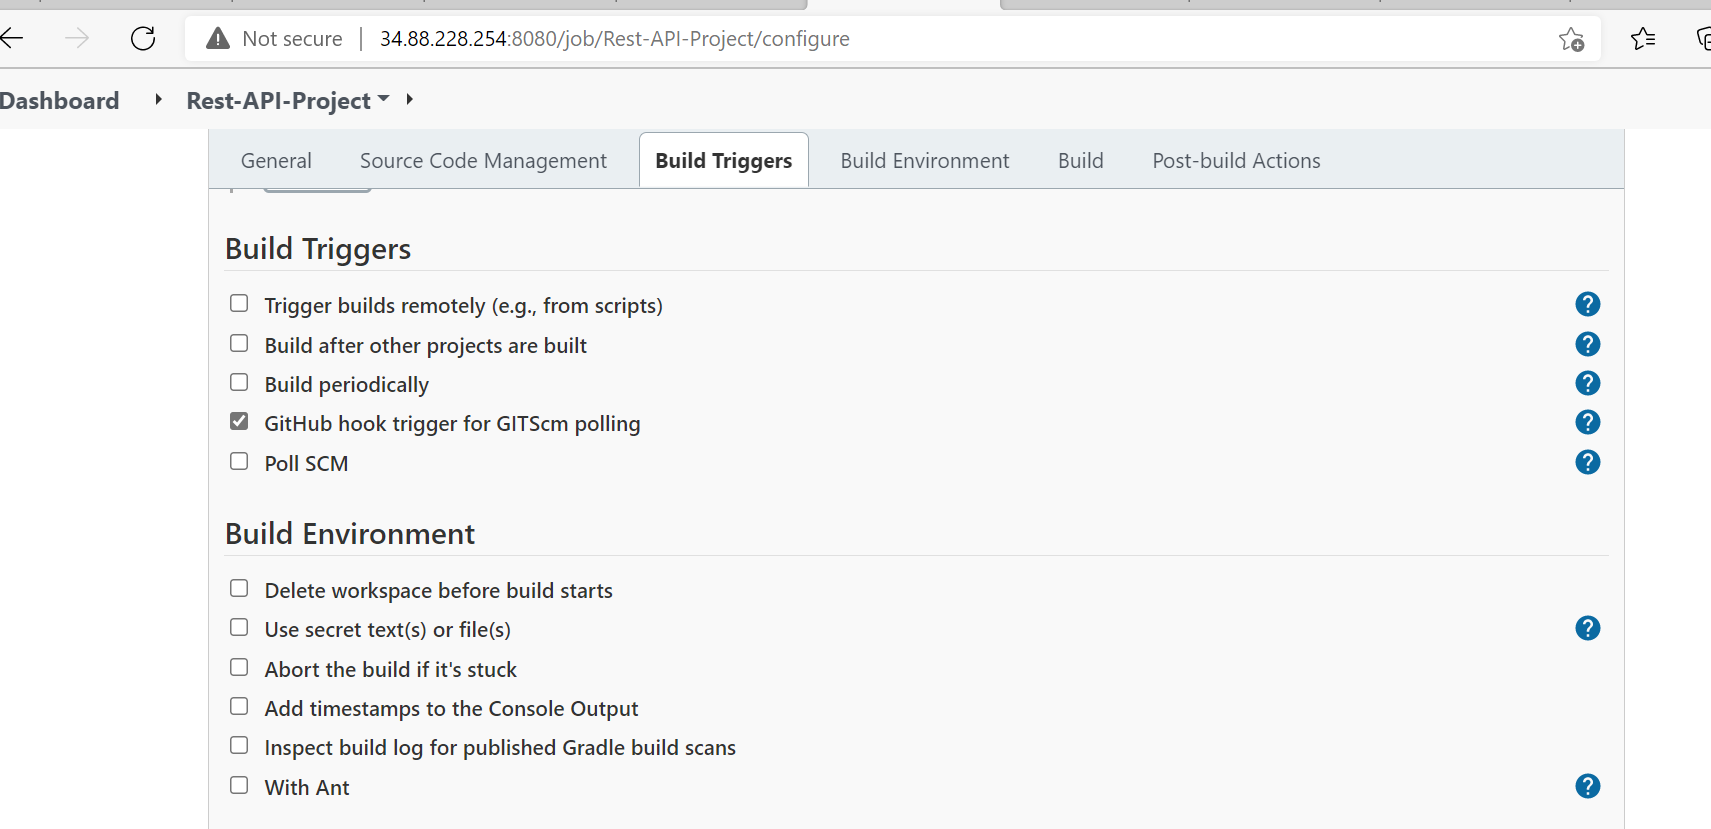 Not secure 34.88.228.254:8080/job/Rest-API-Project/configure
Dashboard Rest-API-Project
General Source Code Management Build Triggers Build Environment Build Post-build Actions
Build Triggers
Trigger builds remotely (e.g., from scripts) ?
Build after other projects are built ?
Build periodically ?
GitHub hook trigger for GITScm polling ?
Poll SCM ?
Build Environment
Delete workspace before build starts
Use secret text(s) or file(s) ?
Abort the build if it's stuck
Add timestamps to the Console Output
Inspect build log for published Gradle build scans
With Ant ?